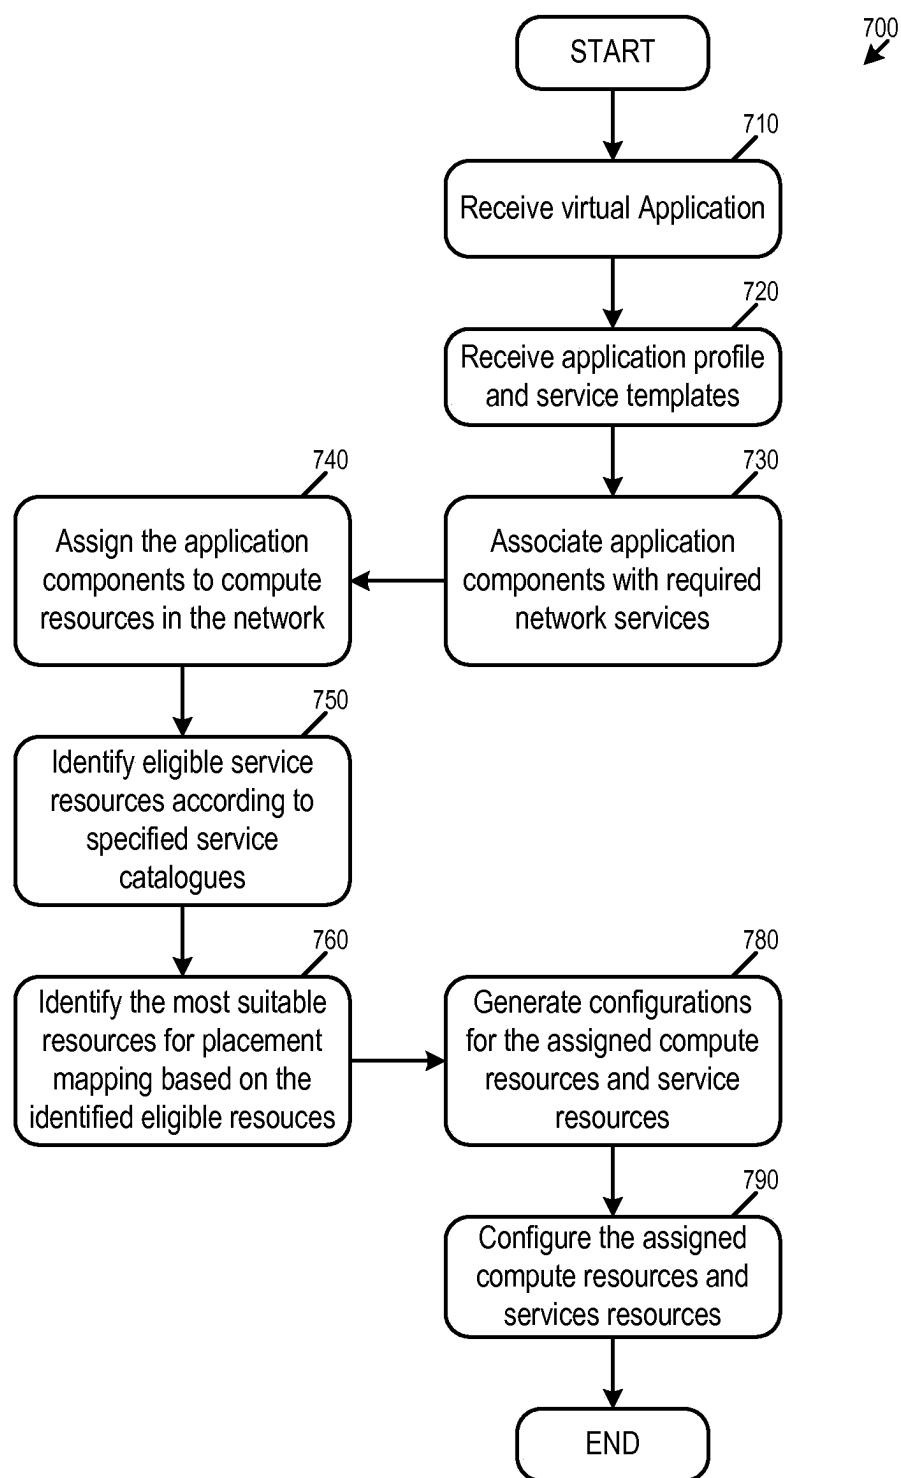 START
700
710
Receive virtual Application
720
Receive application profile
and service templates
730
Associate application
components with required
network services
740
Assign the application
components to compute
resources in the network
750
Identify eligible service
resources according to
specified service
catalogues
760
Identify the most suitable
resources for placement
mapping based on the
identified eligible resouces
780
Generate configurations
for the assigned compute
resources and service
resources
790
Configure the assigned
compute resources and
services resources
END